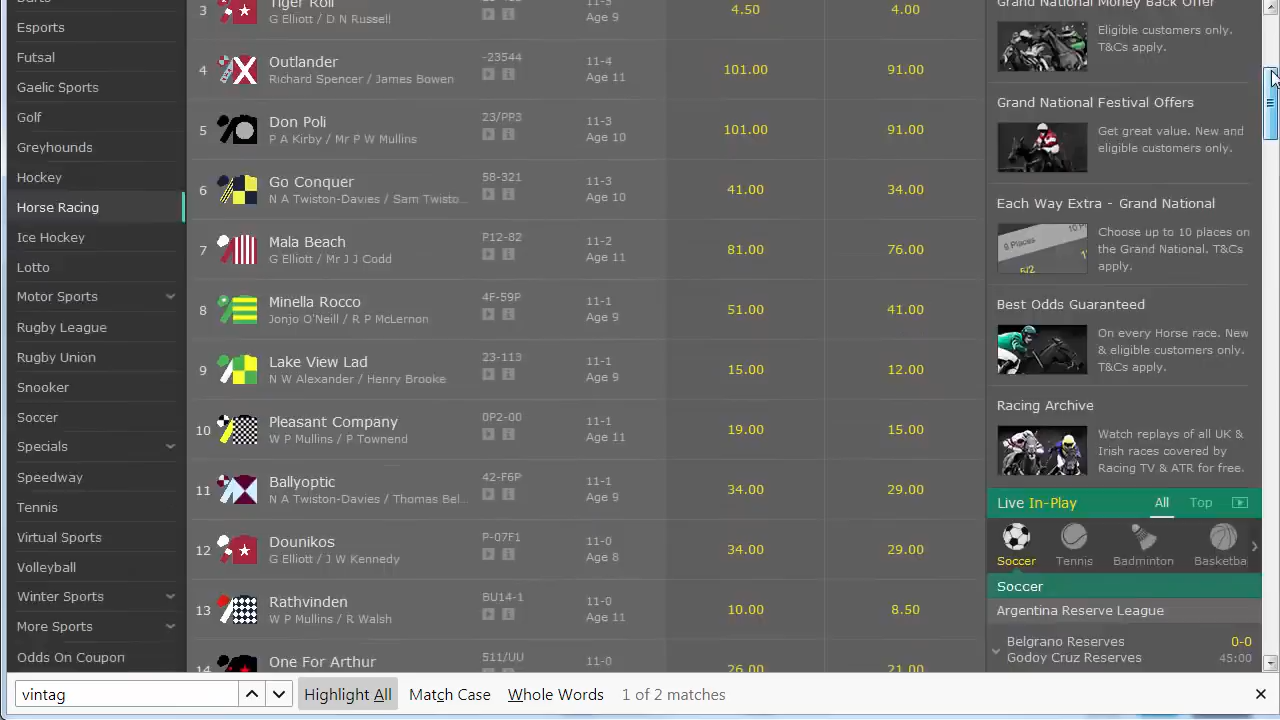 Esports
Futsal
Gaelic Sports
Golf
Greyhounds
Hockey
Horse Racing
Ice Hockey
Lotto
Motor Sports
Rugby League
Rugby Union
Snooker
Soccer
Specials
Speedway
Tennis
Virtual Sports
Volleyball
Winter Sports
More Sports
Odds On Coupon
3 Tiger Roll 4.50 4.00
G Elliott / D N Russell Age 9
4 Outlander -23544 11-4 101.00 91.00
Richard Spencer / James Bowen Age 11
5 Don Poli 23/PP3 11-3 101.00 91.00
P A Kirby / Mr P W Mullins Age 10
6 Go Conquer 58-321 11-3 41.00 34.00
N A Twiston-Davies / Sam Twisto... Age 10
7 Mala Beach P12-82 11-2 81.00 76.00
G Elliott / Mr J J Codd Age 11
8 Minella Rocco 4F-59P 11-1 51.00 41.00
Jonjo O'Neill / R P McLernon Age 9
9 Lake View Lad 23-113 11-1 15.00 12.00
N W Alexander / Henry Brooke Age 9
10 Pleasant Company 0P2-00 11-1 19.00 15.00
W P Mullins / P Townend Age 11
11 Ballyoptic 42-F6P 11-1 34.00 29.00
N A Twiston-Davies / Thomas Bel... Age 9
12 Dounikos P-07F1 11-0 34.00 29.00
G Elliott / J W Kennedy Age 8
13 Rathvinden BU14-1 11-0 10.00 8.50
W P Mullins / R Walsh Age 11
14 One For Arthur 511/UU 11-0 26.00 21.00
Grand National Money Back Offer
Eligible customers only.
T&Cs apply.
Grand National Festival Offers
Get great value. New and
eligible customers only.
Each Way Extra - Grand National
Choose up to 10 places on
the Grand National. T&Cs
apply.
Best Odds Guaranteed
On every Horse race. New
& eligible customers only.
T&Cs apply.
Racing Archive
Watch replays of all UK &
Irish races covered by
Racing TV & ATR for free.
Live In-Play All Top
Soccer Tennis Badminton Basketba
Soccer
Argentina Reserve League
Belgrano Reserves 0-0
Godoy Cruz Reserves 45:00
vintag Highlight All Match Case Whole Words 1 of 2 matches